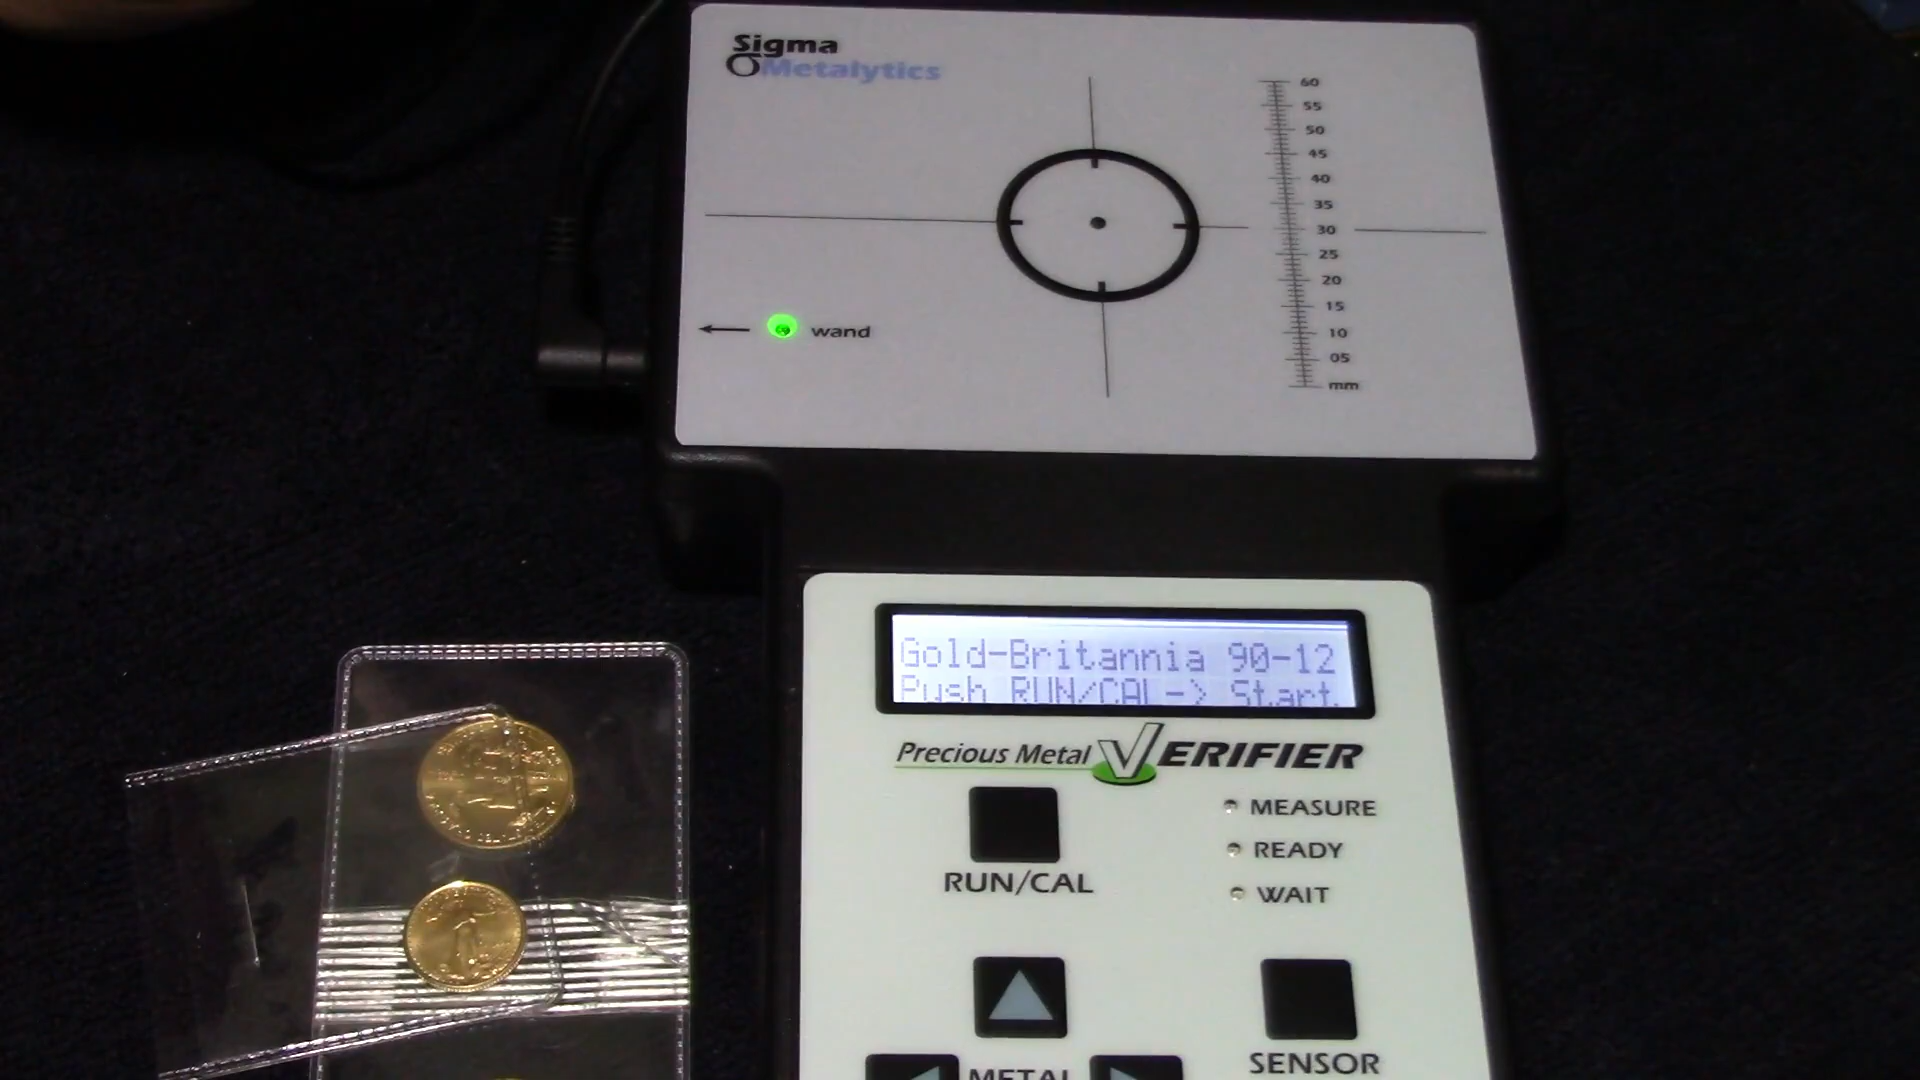 Sigma
Metalytics
60
55
50
45
40
35
30
25
20
15
10
05
mm
wand
Gold-Britannia 90-12
Push RUN/CAL-> Start
Precious Metal VERIFIER
RUN/CAL
MEASURE
READY
WAIT
SENSOR
METAL